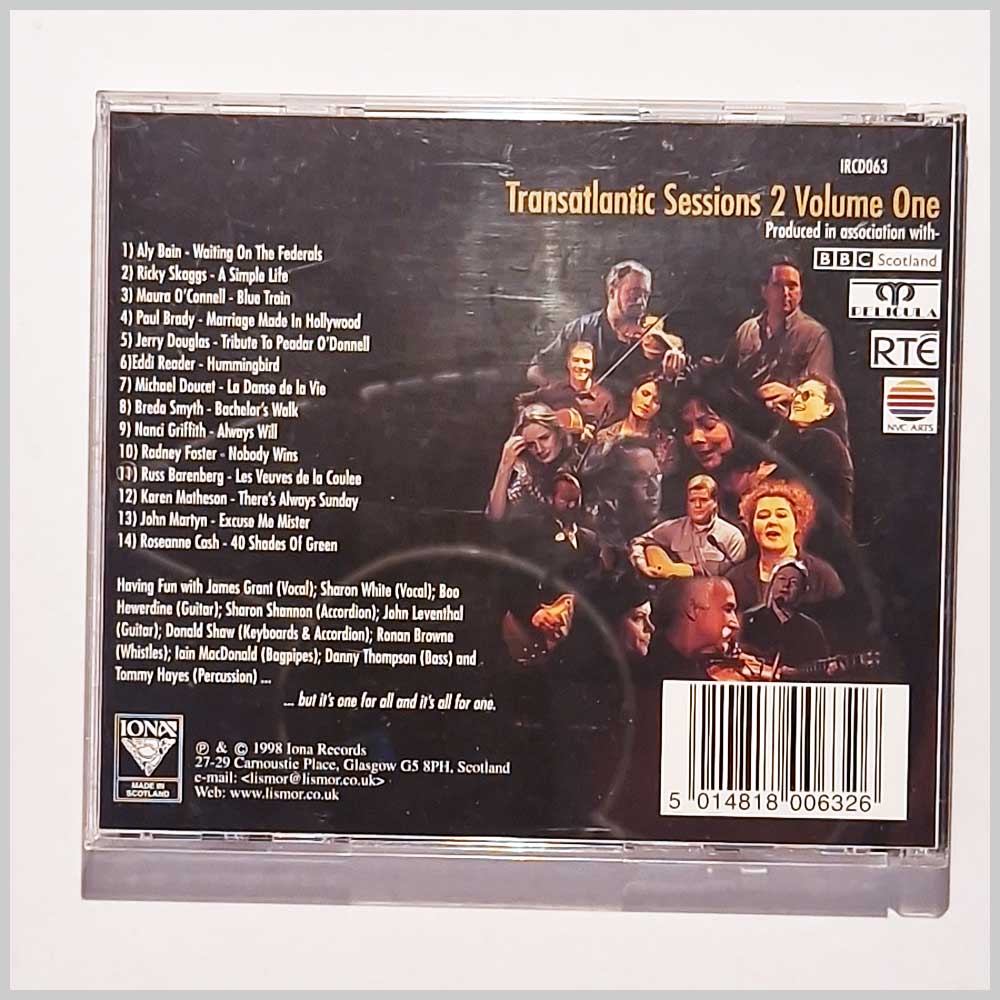 IRCD063
Transatlantic Sessions 2 Volume One
Produced in association with-
BBC Scotland
PELICULA
RTÉ
NVC ARTS
1) Aly Bain - Waiting On The Federals
2) Ricky Skaggs - A Simple Life
3) Maura O'Connell - Blue Train
4) Paul Brady - Marriage Made In Hollywood
5) Jerry Douglas - Tribute To Peadar O'Donnell
6)Eddi Reader - Hummingbird
7) Michael Doucet - La Danse de la Vie
8) Breda Smyth - Bachelor's Walk
9) Nanci Griffith - Always Will
10) Radney Foster - Nobody Wins
11) Russ Barenberg - Les Veuves de la Coulee
12) Karen Matheson - There's Always Sunday
13) John Martyn - Excuse Me Mister
14) Roseanne Cash - 40 Shades Of Green
Having Fun with James Grant (Vocal); Sharon White (Vocal); Boo
Hewerdine (Guitar); Sharon Shannon (Accordion); John Leventhal
(Guitar); Donald Shaw (Keyboards & Accordion); Ronan Browne
(Whistles); Iain MacDonald (Bagpipes); Danny Thompson (Bass) and
Tommy Hayes (Percussion) ...
... but it's one for all and it's all for one.
IONA
MADE IN
SCOTLAND
℗ & © 1998 Iona Records
27-29 Carnoustie Place, Glasgow G5 8PH, Scotland
e-mail: <lismor@lismor.co.uk>
Web: www.lismor.co.uk
5 014818 006326